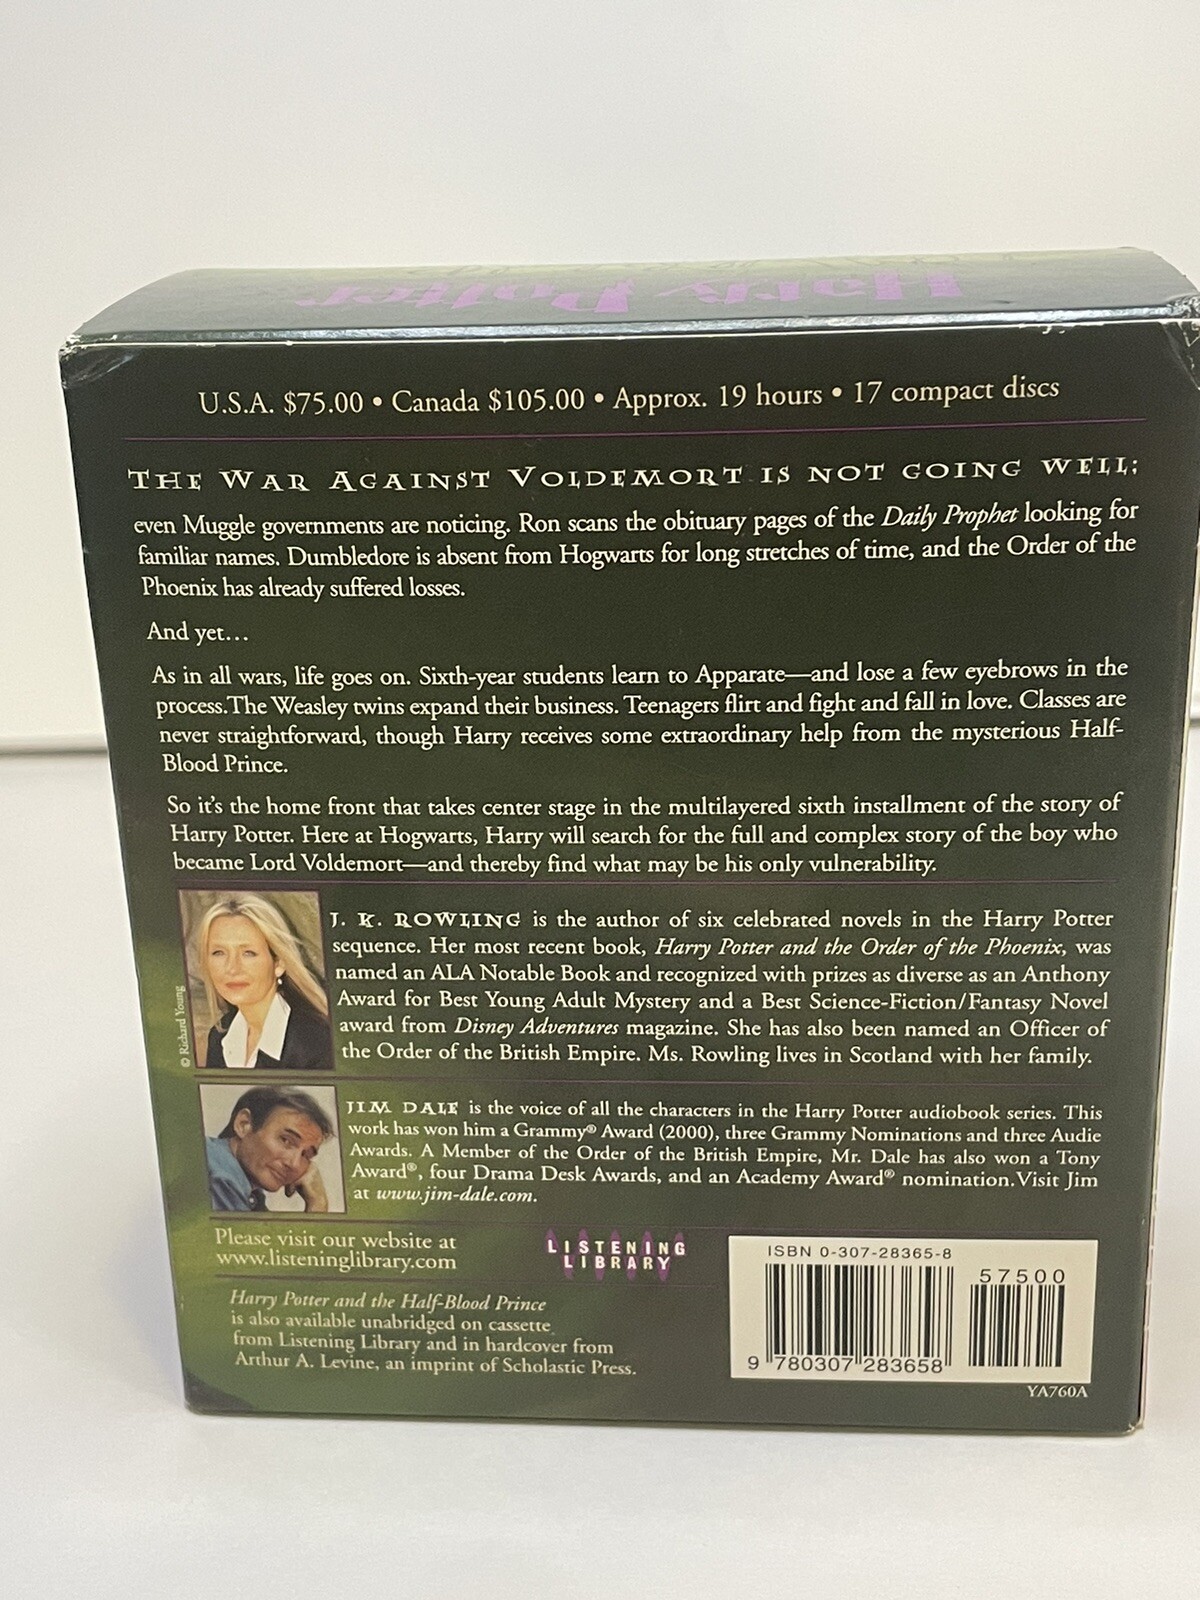 Harry Potter
U.S.A. $75.00 • Canada $105.00 • Approx. 19 hours • 17 compact discs
THE WAR AGAINST VOLDEMORT IS NOT GOING WELL;
even Muggle governments are noticing. Ron scans the obituary pages of the Daily Prophet looking for
familiar names. Dumbledore is absent from Hogwarts for long stretches of time, and the Order of the
Phoenix has already suffered losses.
And yet…
As in all wars, life goes on. Sixth-year students learn to Apparate—and lose a few eyebrows in the
process.The Weasley twins expand their business. Teenagers flirt and fight and fall in love. Classes are
never straightforward, though Harry receives some extraordinary help from the mysterious Half-
Blood Prince.
So it's the home front that takes center stage in the multilayered sixth installment of the story of
Harry Potter. Here at Hogwarts, Harry will search for the full and complex story of the boy who
became Lord Voldemort—and thereby find what may be his only vulnerability.
© Richard Young
J. K. ROWLING is the author of six celebrated novels in the Harry Potter
sequence. Her most recent book, Harry Potter and the Order of the Phoenix, was
named an ALA Notable Book and recognized with prizes as diverse as an Anthony
Award for Best Young Adult Mystery and a Best Science-Fiction/Fantasy Novel
award from Disney Adventures magazine. She has also been named an Officer of
the Order of the British Empire. Ms. Rowling lives in Scotland with her family.
JIM DALE is the voice of all the characters in the Harry Potter audiobook series. This
work has won him a Grammy® Award (2000), three Grammy Nominations and three Audie
Awards. A Member of the Order of the British Empire, Mr. Dale has also won a Tony
Award®, four Drama Desk Awards, and an Academy Award® nomination.Visit Jim
at www.jim-dale.com.
Please visit our website at
www.listeninglibrary.com
LISTENING
LIBRARY
Harry Potter and the Half-Blood Prince
is also available unabridged on cassette
from Listening Library and in hardcover from
Arthur A. Levine, an imprint of Scholastic Press.
ISBN 0-307-28365-8
57500
9 780307 283658
YA760A